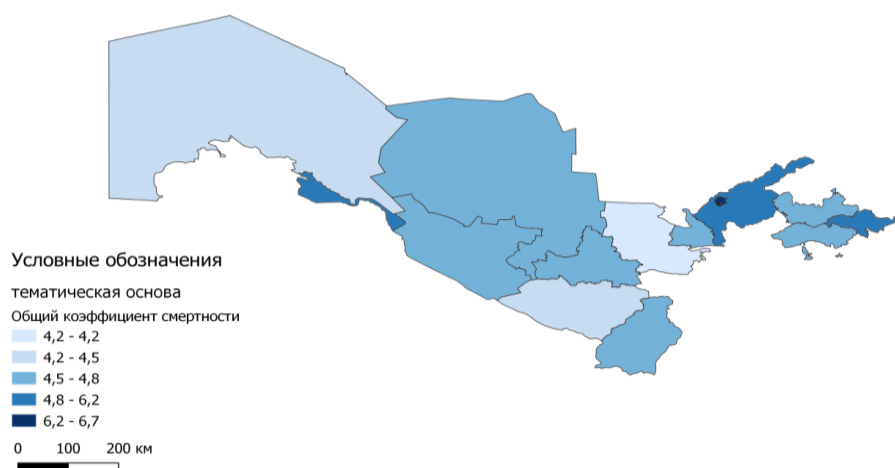 Условные обозначения
тематическая основа
Общий коэффициент смертности
4,2 - 4,2
4,2 - 4,5
4,5 - 4,8
4,8 - 6,2
6,2 - 6,7
0 100 200 км